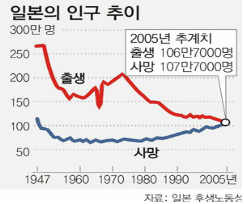 일본의 인구 추이
300만 명
250
200
150
100
50
출생
사망
2005년 추계치
출생 106만7000명
사망 107만7000명
1947 1960 1970 1980 1990 2005년
자료: 일본 후생노동성